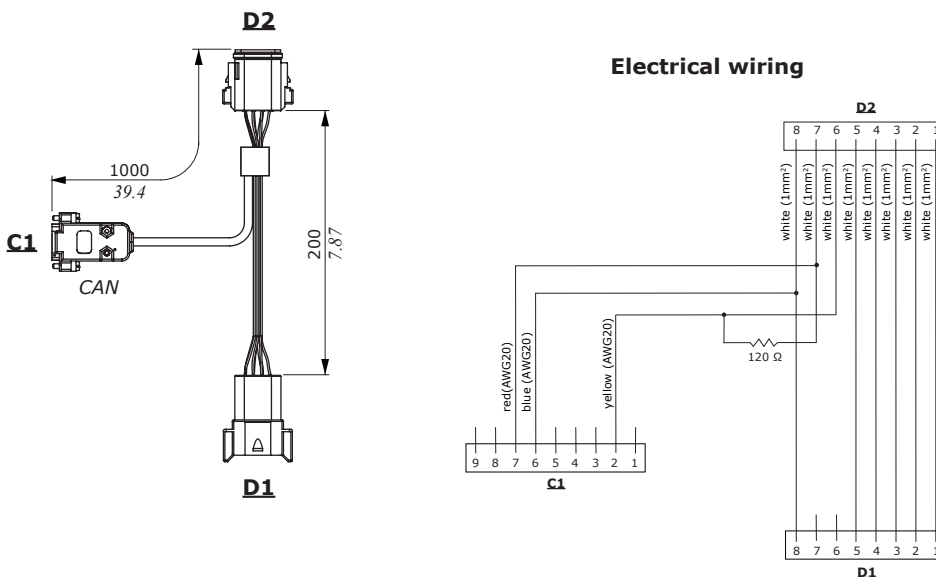 D2
Electrical wiring
1000
39.4
C1
CAN
200
7.87
D1
D2
8 7 6 5 4 3 2 1
white (1mm²)
white (1mm²)
white (1mm²)
white (1mm²)
white (1mm²)
white (1mm²)
white (1mm²)
white (1mm²)
red(AWG20)
blue (AWG20)
yellow (AWG20)
120 Ω
9 8 7 6 5 4 3 2 1
C1
8 7 6 5 4 3 2 1
D1